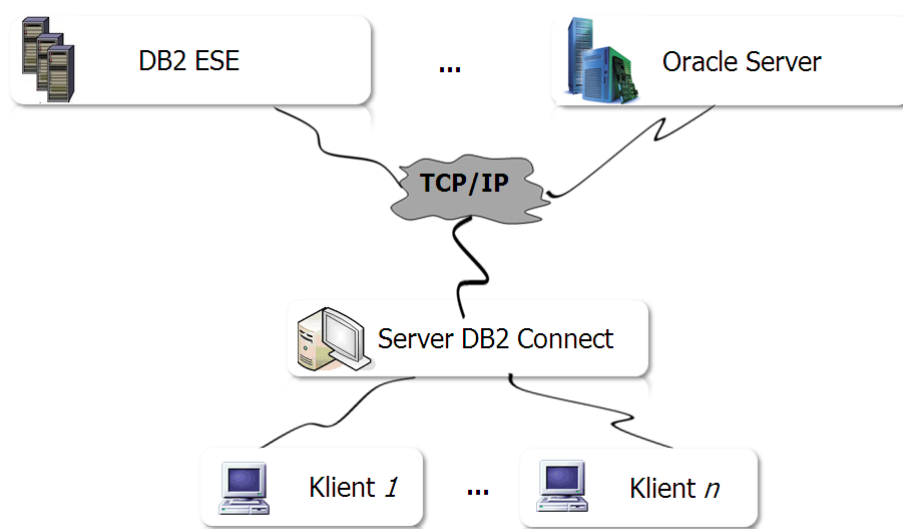 DB2 ESE
...
Oracle Server
TCP/IP
Server DB2 Connect
Klient 1
...
Klient n